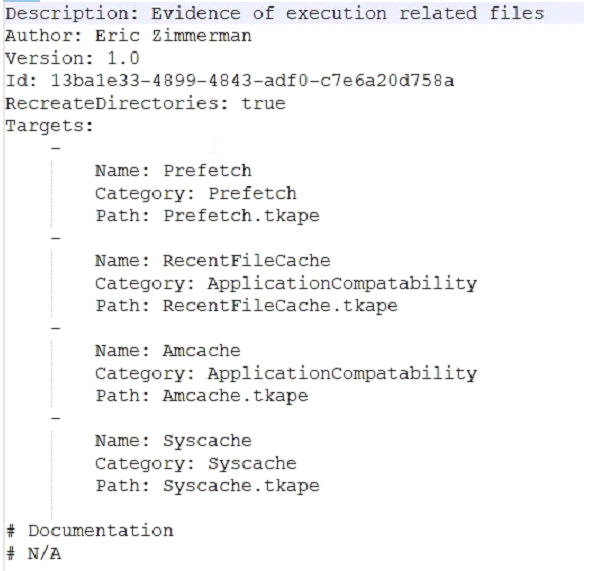 Description: Evidence of execution related files
Author: Eric Zimmerman
Version: 1.0
Id: 13ba1e33-4899-4843-adf0-c7e6a20d758a
RecreateDirectories: true
Targets:
-
Name: Prefetch
Category: Prefetch
Path: Prefetch.tkape
-
Name: RecentFileCache
Category: ApplicationCompatability
Path: RecentFileCache.tkape
-
Name: Amcache
Category: ApplicationCompatability
Path: Amcache.tkape
-
Name: Syscache
Category: Syscache
Path: Syscache.tkape
# Documentation
# N/A